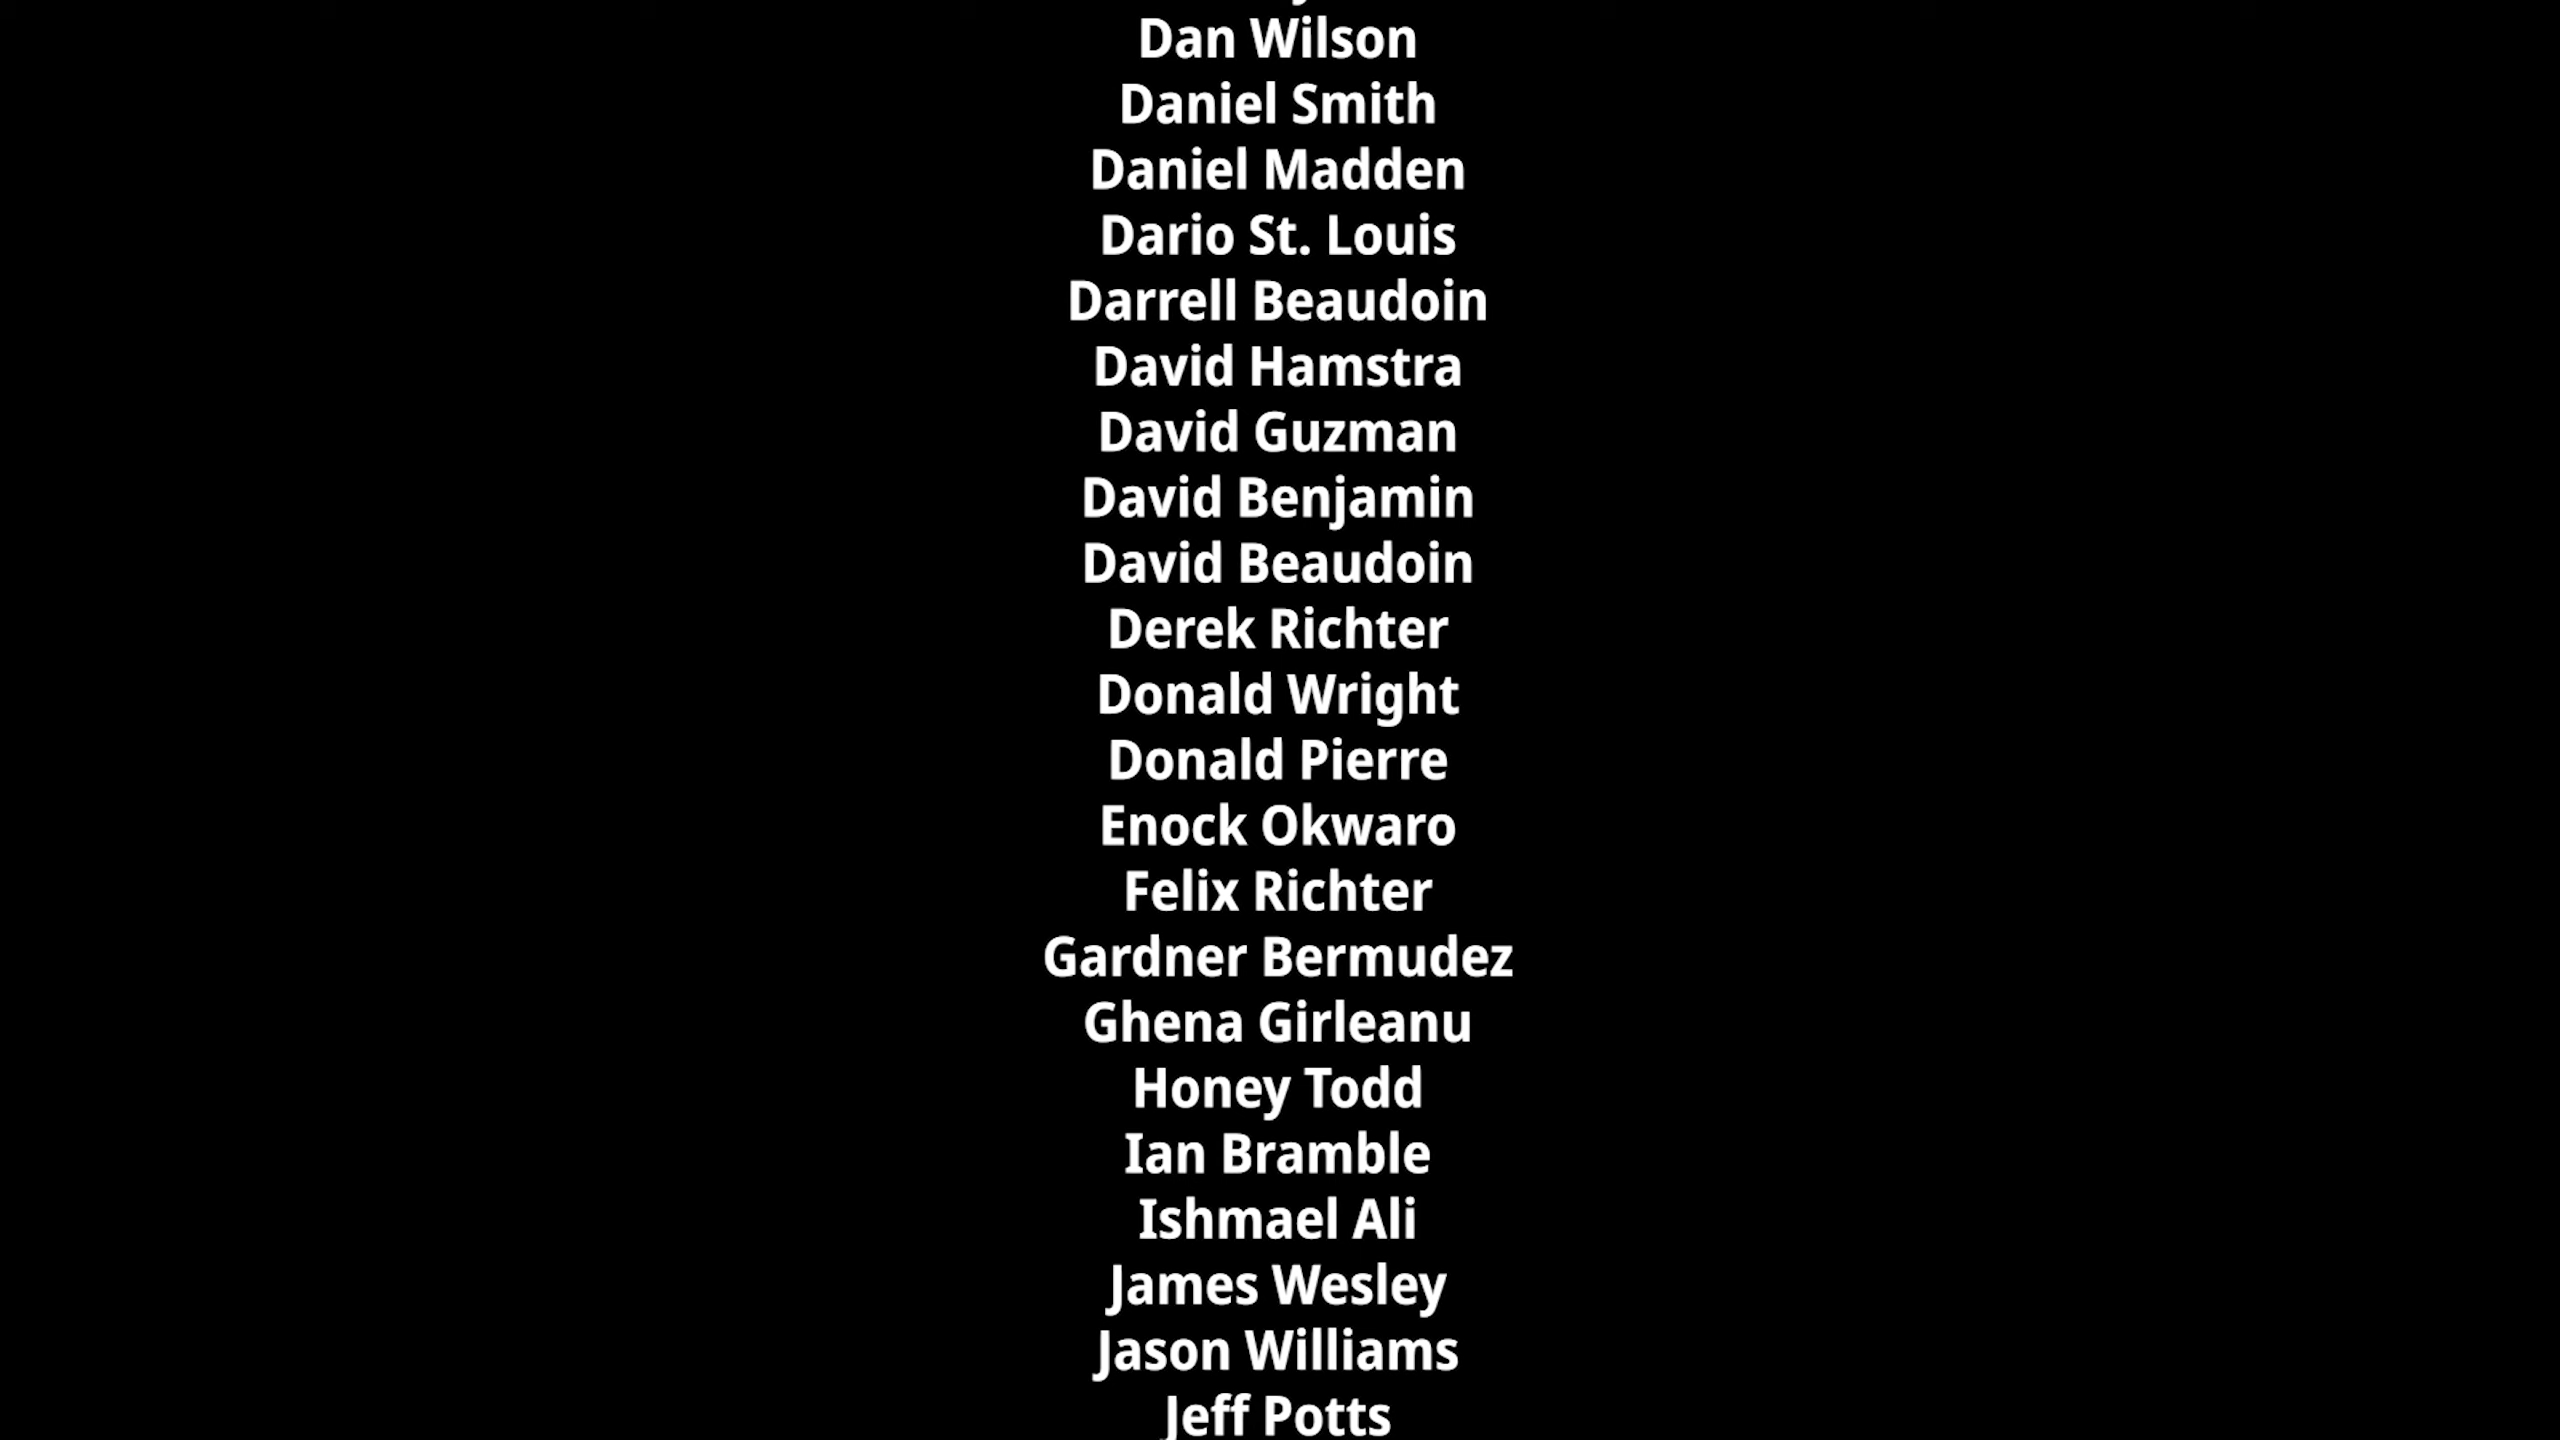 Dan Wilson
Daniel Smith
Daniel Madden
Dario St. Louis
Darrell Beaudoin
David Hamstra
David Guzman
David Benjamin
David Beaudoin
Derek Richter
Donald Wright
Donald Pierre
Enock Okwaro
Felix Richter
Gardner Bermudez
Ghena Girleanu
Honey Todd
Ian Bramble
Ishmael Ali
James Wesley
Jason Williams
Jeff Potts